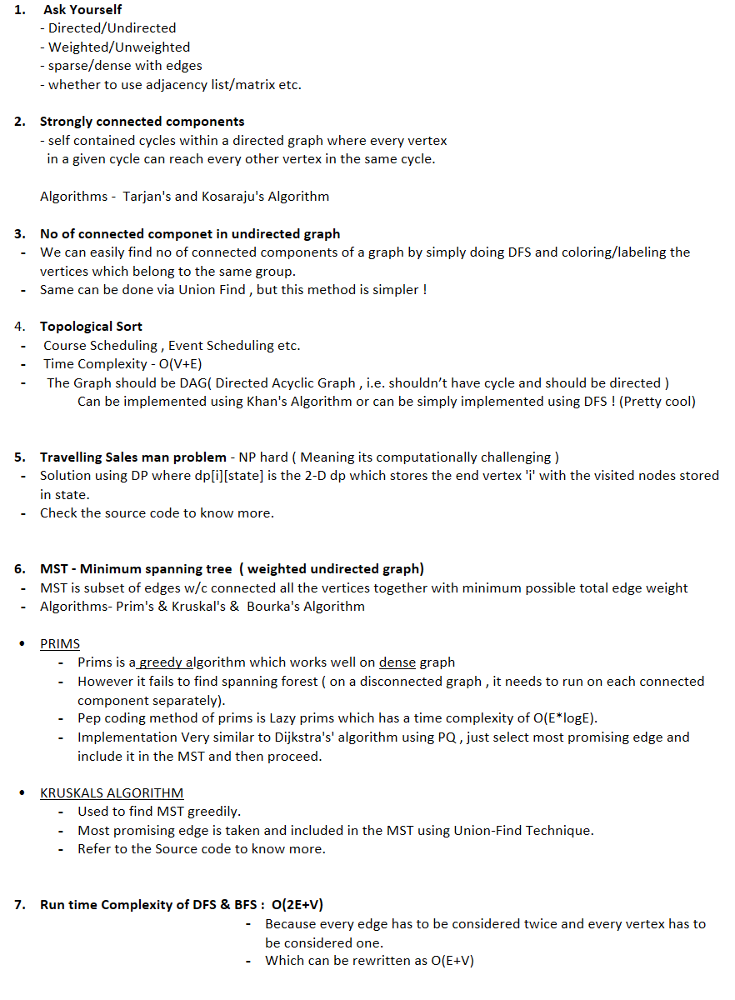 1. Ask Yourself
- Directed/Undirected
- Weighted/Unweighted
- sparse/dense with edges
- whether to use adjacency list/matrix etc.
2. Strongly connected components
- self contained cycles within a directed graph where every vertex
in a given cycle can reach every other vertex in the same cycle.
Algorithms - Tarjan's and Kosaraju's Algorithm
3. No of connected componet in undirected graph
- We can easily find no of connected components of a graph by simply doing DFS and coloring/labeling the
vertices which belong to the same group.
- Same can be done via Union Find , but this method is simpler !
4. Topological Sort
- Course Scheduling , Event Scheduling etc.
- Time Complexity - O(V+E)
- The Graph should be DAG( Directed Acyclic Graph , i.e. shouldn’t have cycle and should be directed )
Can be implemented using Khan's Algorithm or can be simply implemented using DFS ! (Pretty cool)
5. Travelling Sales man problem - NP hard ( Meaning its computationally challenging )
- Solution using DP where dp[i][state] is the 2-D dp which stores the end vertex 'i' with the visited nodes stored
in state.
- Check the source code to know more.
6. MST - Minimum spanning tree ( weighted undirected graph)
- MST is subset of edges w/c connected all the vertices together with minimum possible total edge weight
- Algorithms- Prim's & Kruskal's & Bourka's Algorithm
• PRIMS
- Prims is a greedy algorithm which works well on dense graph
- However it fails to find spanning forest ( on a disconnected graph , it needs to run on each connected
component separately).
- Pep coding method of prims is Lazy prims which has a time complexity of O(E*logE).
- Implementation Very similar to Dijkstra's' algorithm using PQ , just select most promising edge and
include it in the MST and then proceed.
• KRUSKALS ALGORITHM
- Used to find MST greedily.
- Most promising edge is taken and included in the MST using Union-Find Technique.
- Refer to the Source code to know more.
7. Run time Complexity of DFS & BFS : O(2E+V)
- Because every edge has to be considered twice and every vertex has to
be considered one.
- Which can be rewritten as O(E+V)